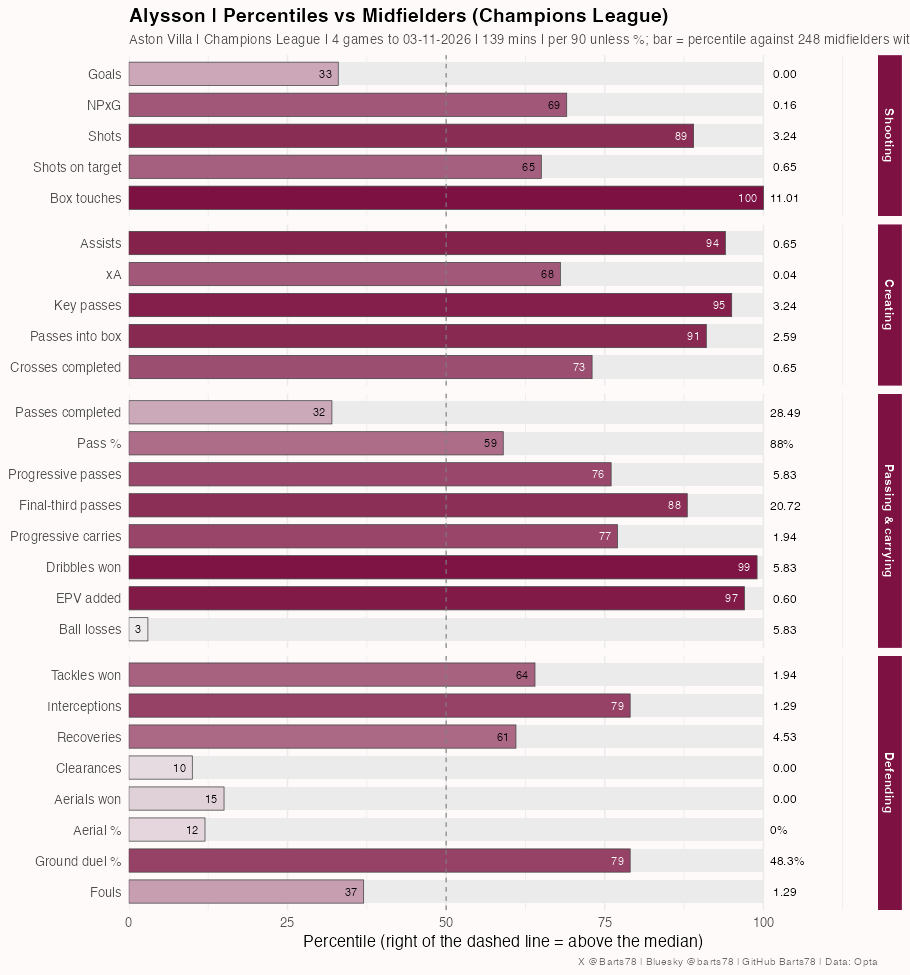 Alysson | Percentiles vs Midfielders (Champions League)
Aston Villa | Champions League | 4 games to 03-11-2026 | 139 mins | per 90 unless %; bar = percentile against 248 midfielders wit
Shooting
Goals 33 0.00
NPxG 69 0.16
Shots 89 3.24
Shots on target 65 0.65
Box touches 100 11.01
Creating
Assists 94 0.65
xA 68 0.04
Key passes 95 3.24
Passes into box 91 2.59
Crosses completed 73 0.65
Passing & carrying
Passes completed 32 28.49
Pass % 59 88%
Progressive passes 76 5.83
Final-third passes 88 20.72
Progressive carries 77 1.94
Dribbles won 99 5.83
EPV added 97 0.60
Ball losses 3 5.83
Defending
Tackles won 64 1.94
Interceptions 79 1.29
Recoveries 61 4.53
Clearances 10 0.00
Aerials won 15 0.00
Aerial % 12 0%
Ground duel % 79 48.3%
Fouls 37 1.29
0 25 50 75 100
Percentile (right of the dashed line = above the median)
X @Barts78 | Bluesky @barts78 | GitHub Barts78 | Data: Opta